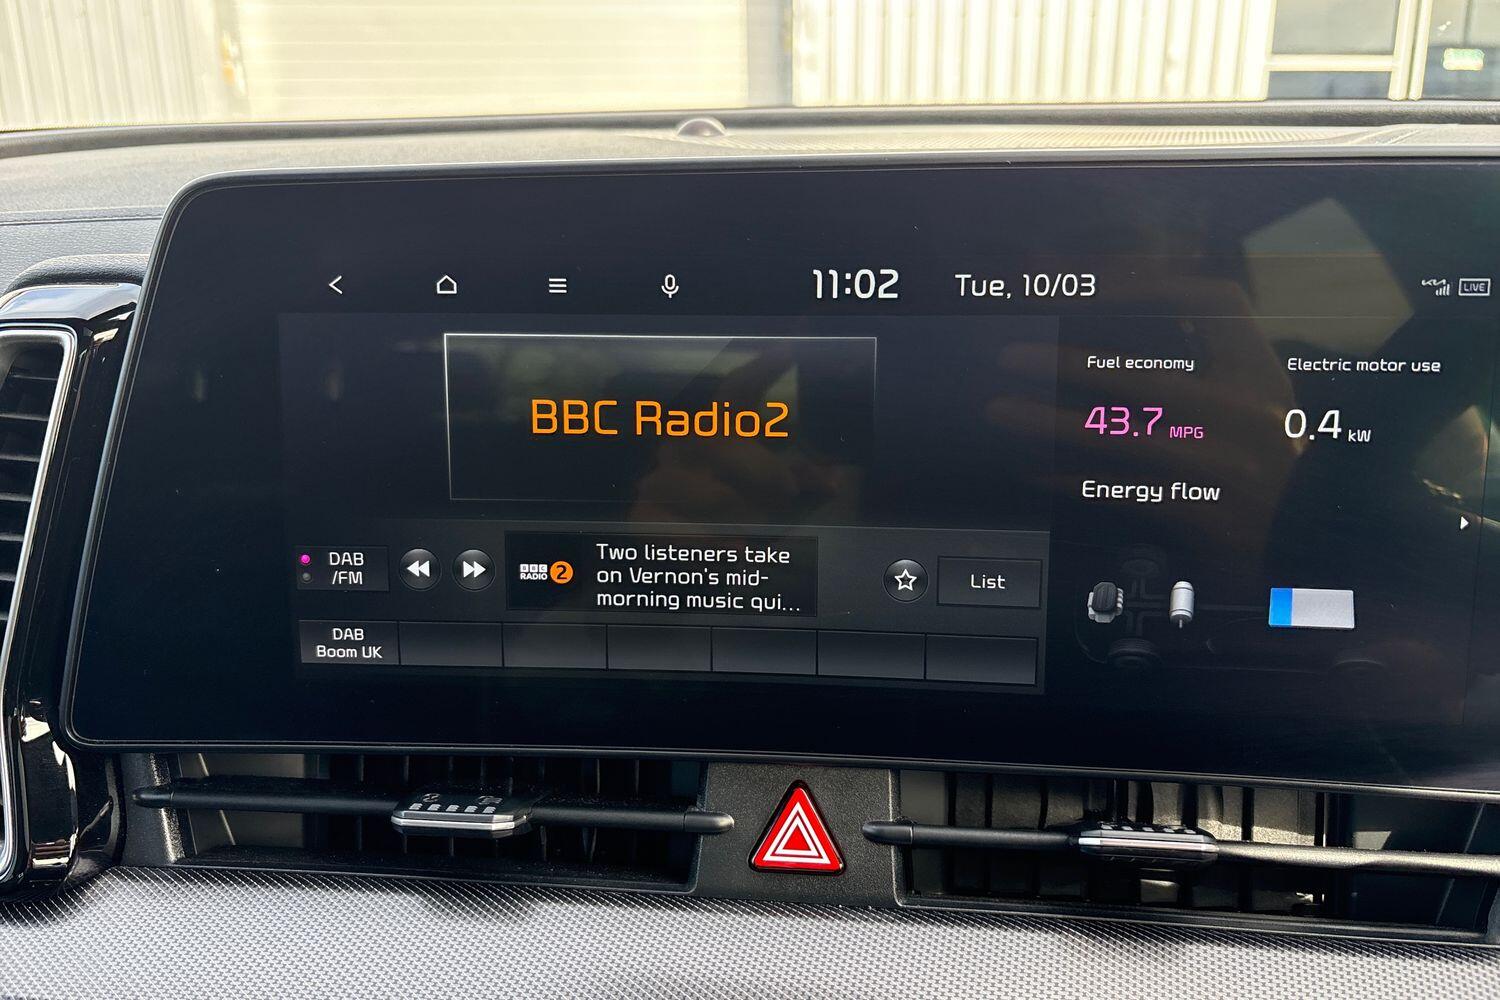 11:02
Tue, 10/03
LIVE
BBC Radio2
Fuel economy
43.7 MPG
Electric motor use
0.4 kW
Energy flow
DAB
/FM
BBC
RADIO 2
Two listeners take
on Vernon's mid-
morning music qui...
List
DAB
Boom UK